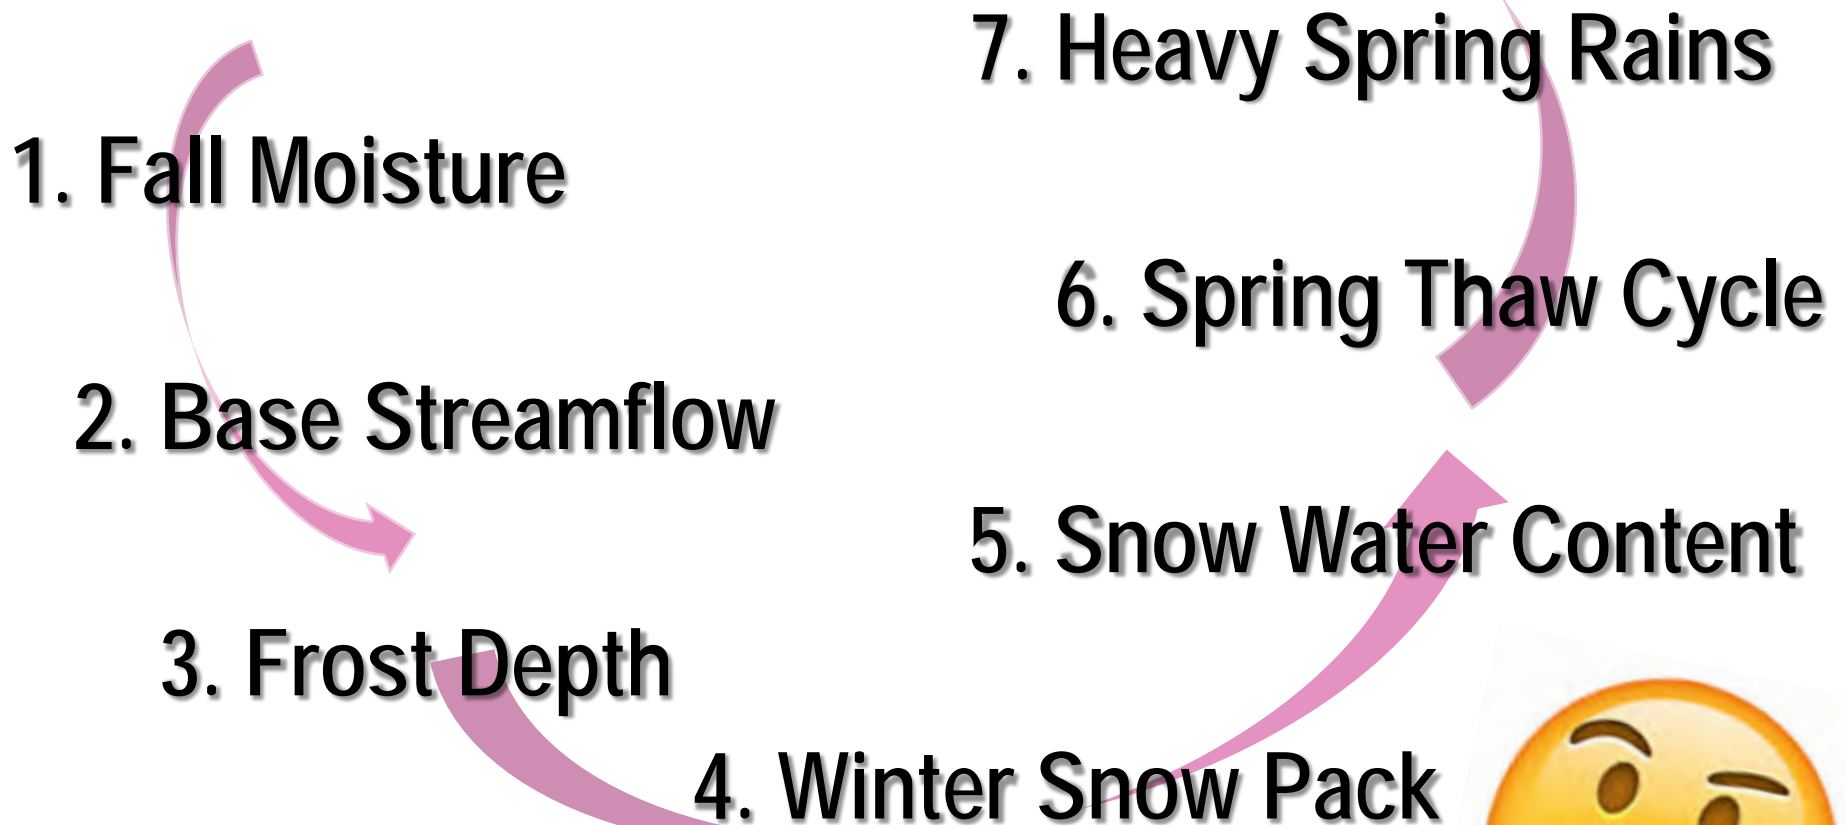 1. Fall Moisture
2. Base Streamflow
3. Frost Depth
4. Winter Snow Pack
5. Snow Water Content
6. Spring Thaw Cycle
7. Heavy Spring Rains